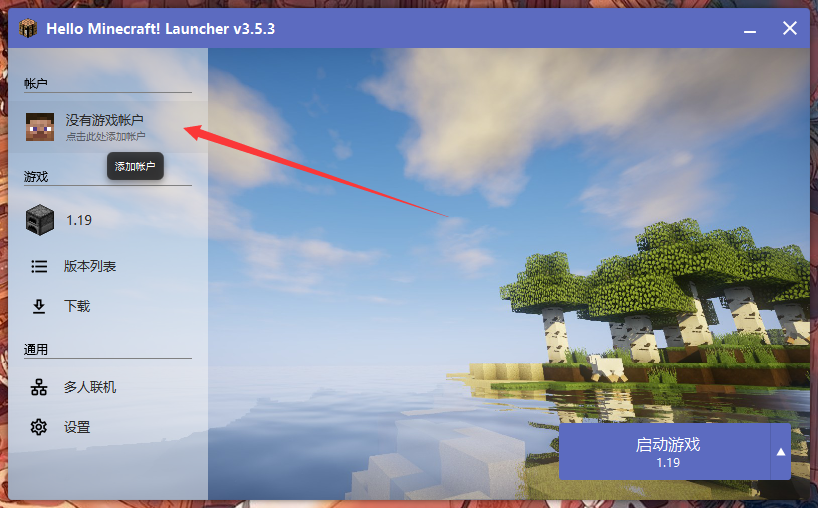 Hello Minecraft! Launcher v3.5.3
帐户
没有游戏帐户
点击此处添加帐户
添加帐户
游戏
1.19
版本列表
下载
通用
多人联机
设置
启动游戏
1.19